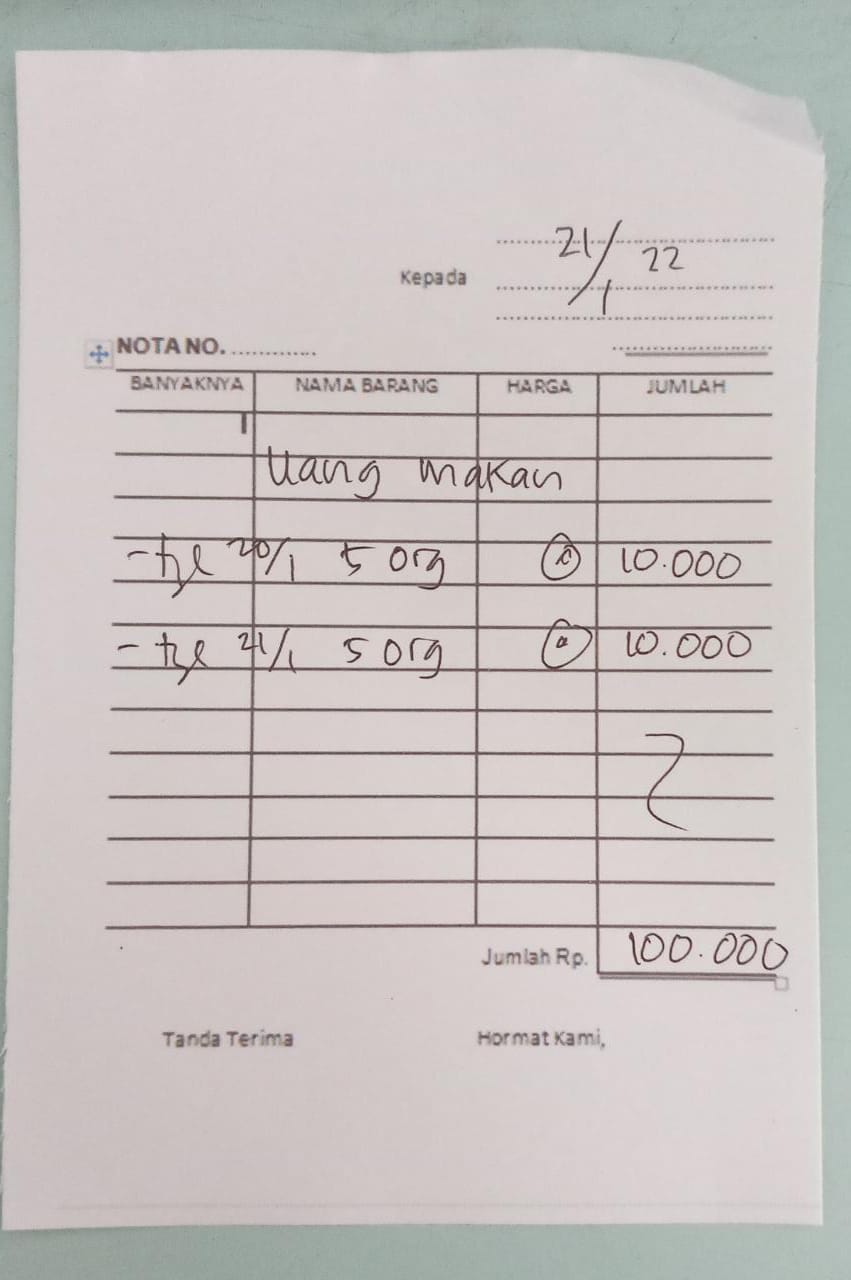 21/1 22
Kepada
NOTA NO. .............
BANYAKNYA NAMA BARANG HARGA JUMLAH
Uang makan
- tgl 20/1 5 org @ 10.000
- tgl 21/1 5 org @ 10.000
Jumlah Rp. 100.000
Tanda Terima Hormat Kami,